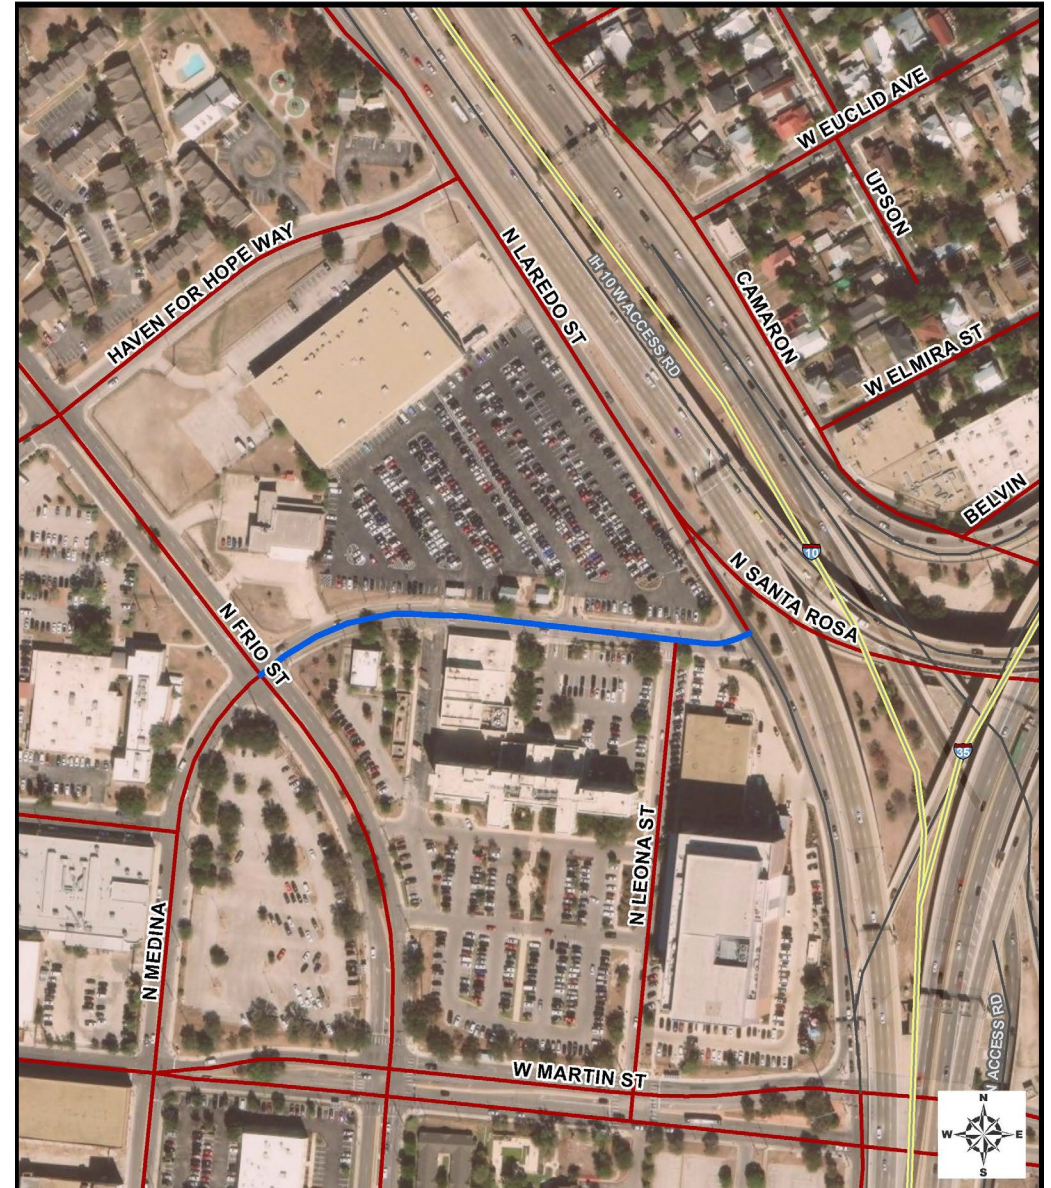 W EUCLID AVE
UPSON
HAVEN FOR HOPE WAY
N LAREDO ST
IH 10 W ACCESS RD
CAMARON
W ELMIRA ST
BELVIN
10
N SANTA ROSA
N FRIO ST
35
N LEONA ST
N MEDINA
N ACCESS RD
W MARTIN ST
N
W E
S